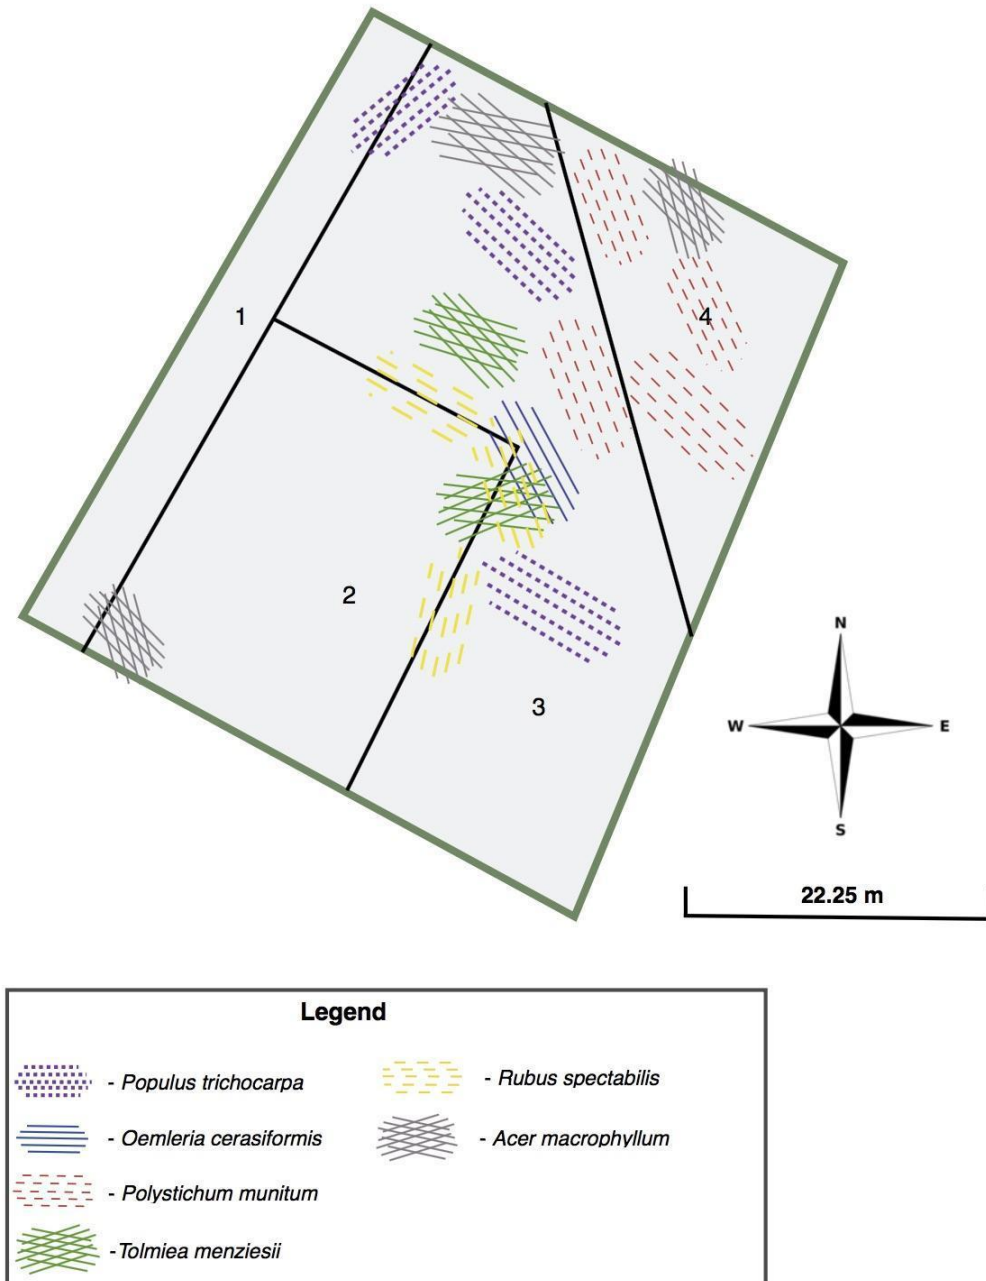 1
4
2
3
N
W
E
S
22.25 m
Legend
- Populus trichocarpa
- Rubus spectabilis
- Oemleria cerasiformis
- Acer macrophyllum
- Polystichum munitum
-Tolmiea menziesii